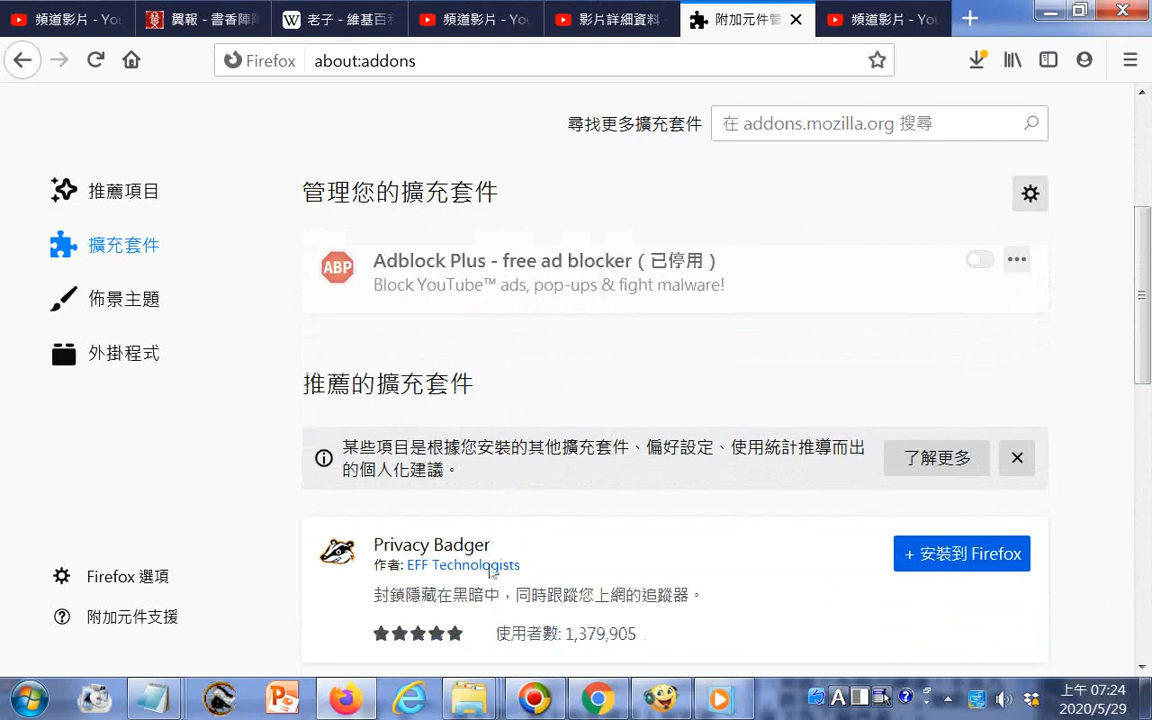 頻道影片 - You
翼報 - 書香陣
老子 - 維基百科
頻道影片 - You
影片詳細資料
附加元件管
頻道影片 - You
Firefox
about:addons
尋找更多擴充套件
在 addons.mozilla.org 搜尋
推薦項目
擴充套件
佈景主題
外掛程式
Firefox 選項
附加元件支援
管理您的擴充套件
ABP
Adblock Plus - free ad blocker（已停用）
Block YouTube™ ads, pop-ups & fight malware!
推薦的擴充套件
某些項目是根據您安裝的其他擴充套件、偏好設定、使用統計推導而出
的個人化建議。
了解更多
Privacy Badger
作者: EFF Technologists
封鎖隱藏在黑暗中，同時跟蹤您上網的追蹤器。
使用者數: 1,379,905
+ 安裝到 Firefox
上午 07:24
2020/5/29